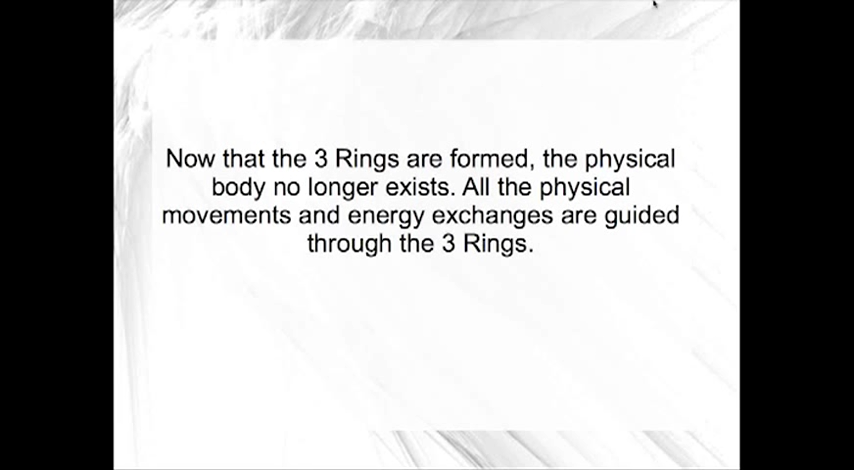 Now that the 3 Rings are formed, the physical
body no longer exists. All the physical
movements and energy exchanges are guided
through the 3 Rings.